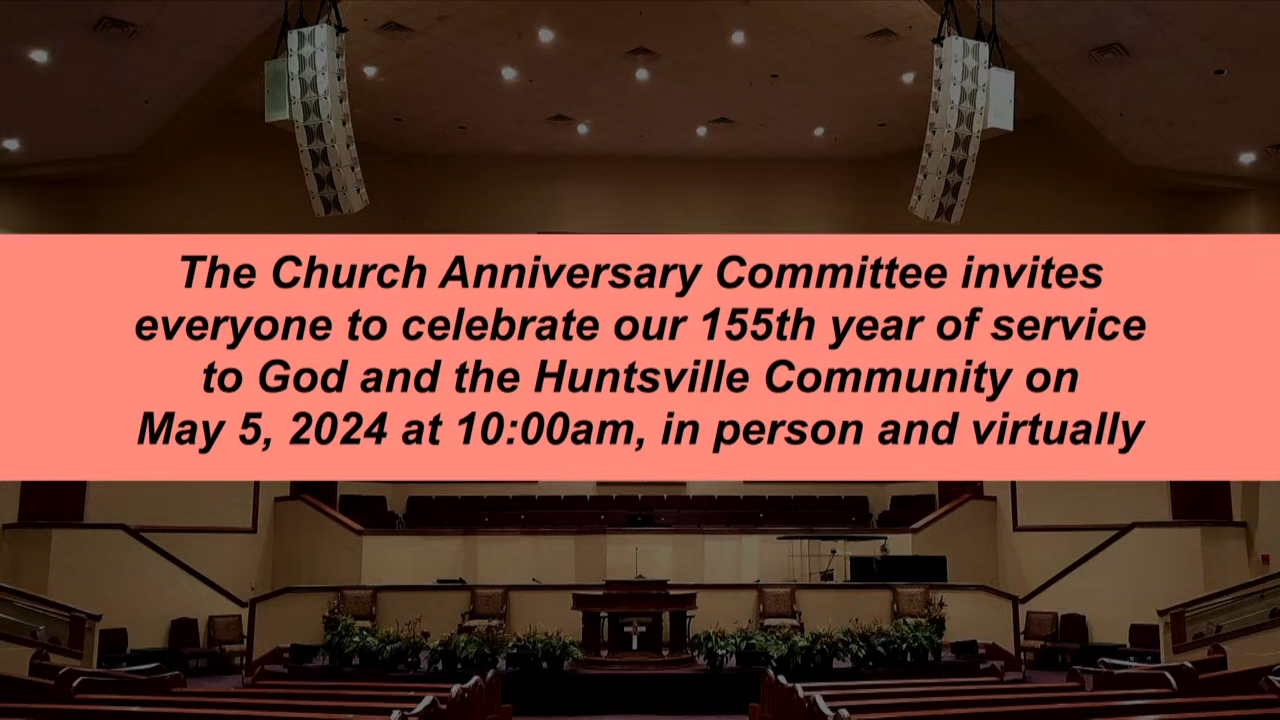 The Church Anniversary Committee invites
everyone to celebrate our 155th year of service
to God and the Huntsville Community on
May 5, 2024 at 10:00am, in person and virtually